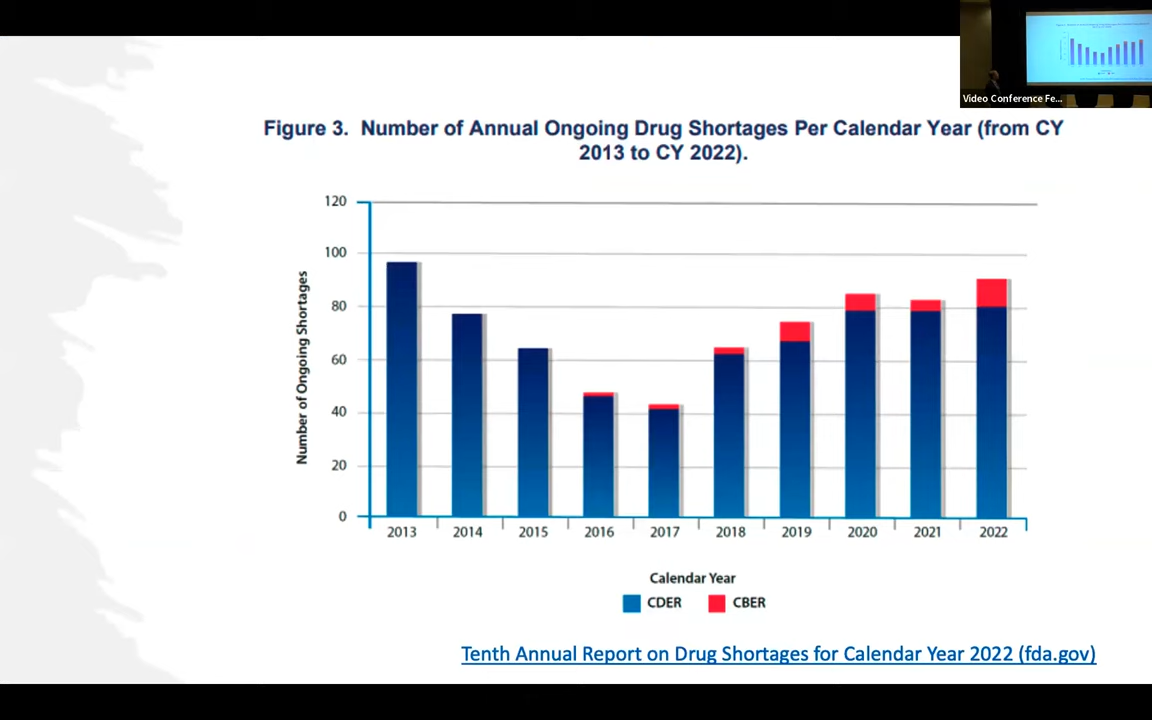 Video Conference Fe...
Figure 3. Number of Annual Ongoing Drug Shortages Per Calendar Year (from CY
2013 to CY 2022).
Number of Ongoing Shortages
120
100
80
60
40
20
0
2013 2014 2015 2016 2017 2018 2019 2020 2021 2022
Calendar Year
CDER CBER
Tenth Annual Report on Drug Shortages for Calendar Year 2022 (fda.gov)